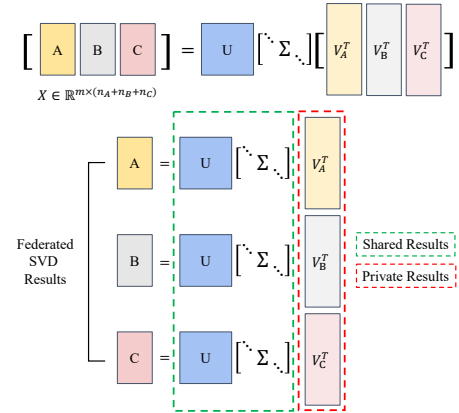 [ A B C ] = U [⋱ Σ ⋱] [ V_A^T V_B^T V_C^T ]
X ∈ ℝ^{m×(n_A+n_B+n_C)}
A = U [⋱ Σ ⋱] V_A^T
Federated
SVD
Results
B = U [⋱ Σ ⋱] V_B^T
Shared Results
Private Results
C = U [⋱ Σ ⋱] V_C^T